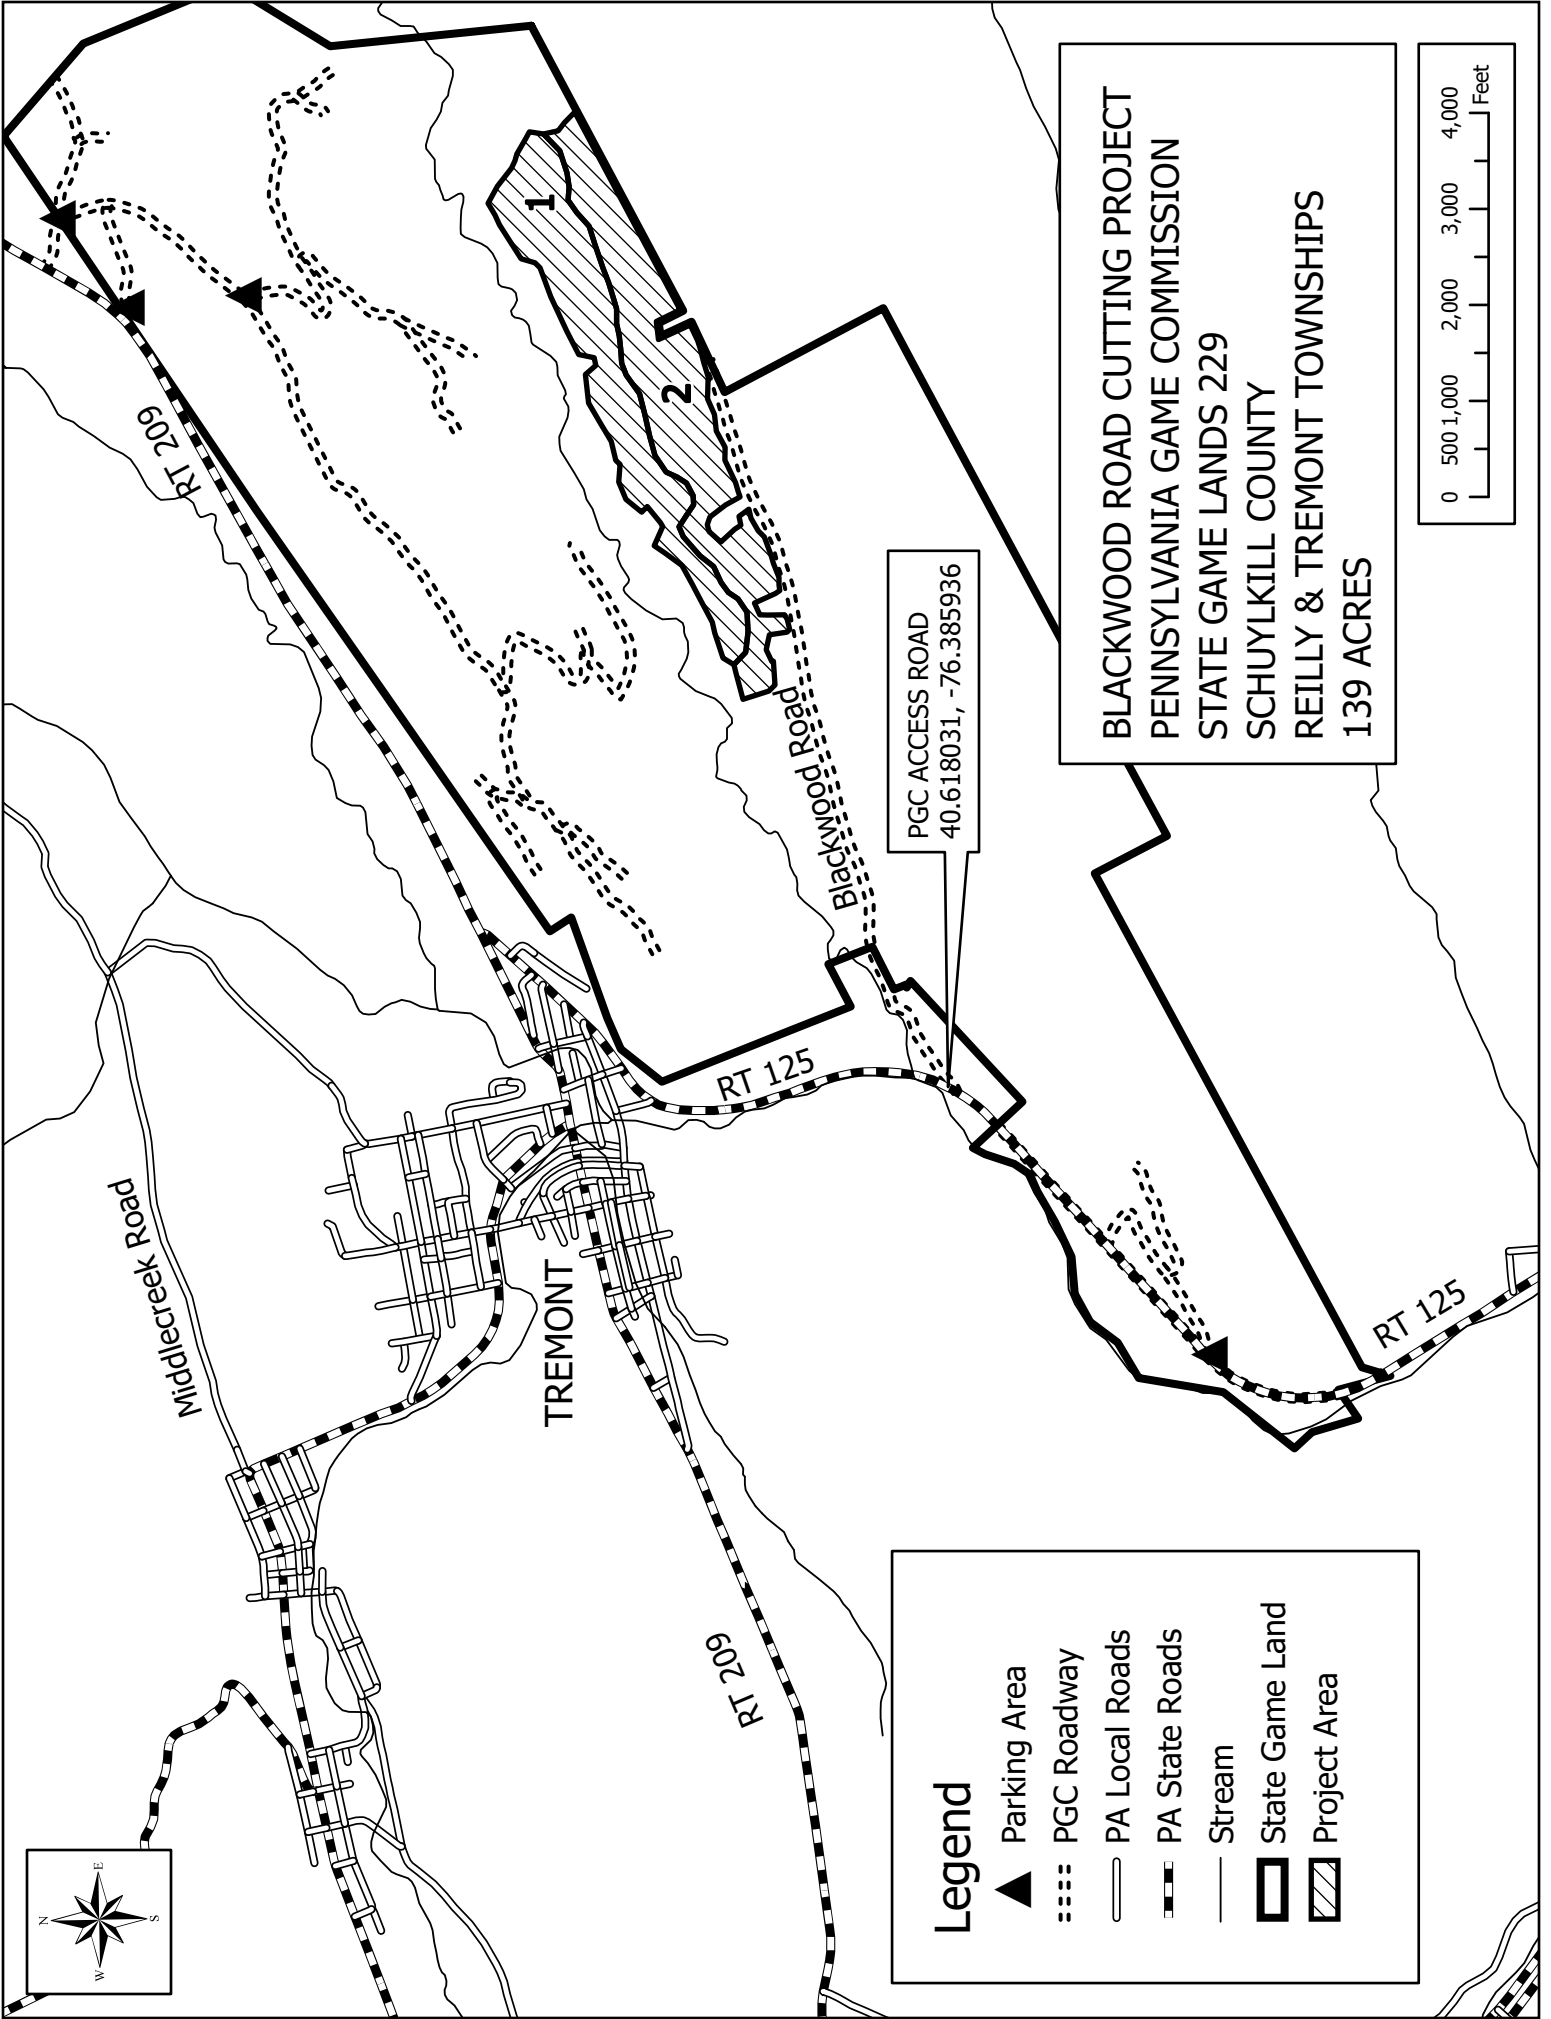 N
W
E
S
Middlecreek Road
RT 209
TREMONT
RT 125
Blackwood Road
1
2
PGC ACCESS ROAD
40.618031, -76.385936
RT 209
RT 125
Legend
Parking Area
PGC Roadway
PA Local Roads
PA State Roads
Stream
State Game Land
Project Area
BLACKWOOD ROAD CUTTING PROJECT
PENNSYLVANIA GAME COMMISSION
STATE GAME LANDS 229
SCHUYLKILL COUNTY
REILLY & TREMONT TOWNSHIPS
139 ACRES
0 500 1,000 2,000 3,000 4,000
Feet